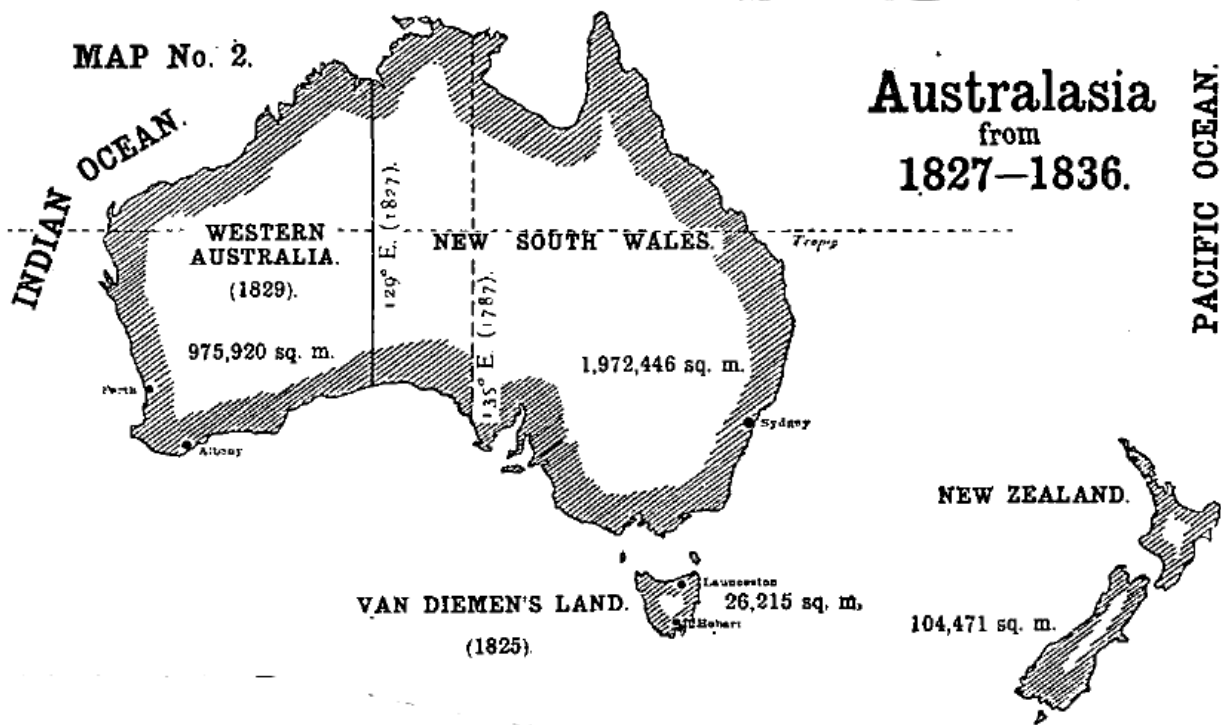 MAP No. 2.
Australasia
from
1827—1836.
INDIAN OCEAN.
PACIFIC OCEAN.
WESTERN
AUSTRALIA.
(1829).
975,920 sq. m.
129° E. (1827).
135° E. (1787).
NEW SOUTH WALES.
1,972,446 sq. m.
Tropic
Perth
Albany
Sydney
NEW ZEALAND.
104,471 sq. m.
VAN DIEMEN'S LAND.
(1825).
Launceston
26,215 sq. m.
Hobart